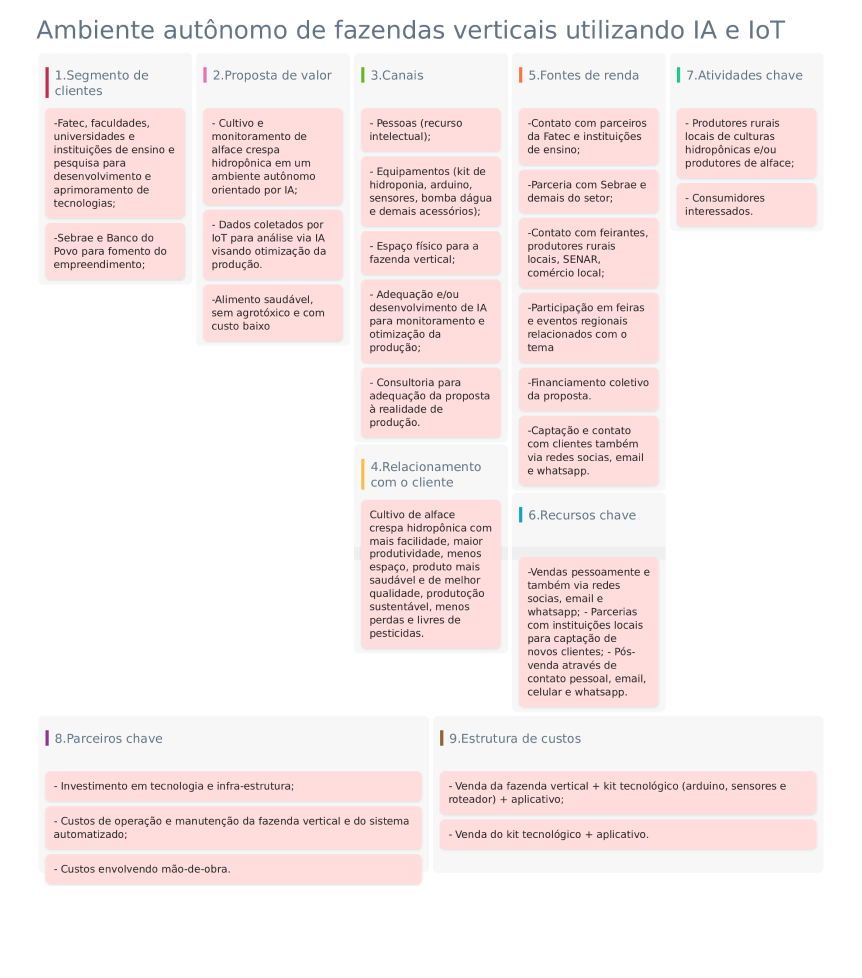 Ambiente autônomo de fazendas verticais utilizando IA e IoT
1.Segmento de
clientes
-Fatec, faculdades,
universidades e
instituições de ensino e
pesquisa para
desenvolvimento e
aprimoramento de
tecnologias;
-Sebrae e Banco do
Povo para fomento do
empreendimento;
2.Proposta de valor
- Cultivo e
monitoramento de
alface crespa
hidropônica em um
ambiente autônomo
orientado por IA;
- Dados coletados por
IoT para análise via IA
visando otimização da
produção.
-Alimento saudável,
sem agrotóxico e com
custo baixo
3.Canais
- Pessoas (recurso
intelectual);
- Equipamentos (kit de
hidroponia, arduino,
sensores, bomba dágua
e demais acessórios);
- Espaço físico para a
fazenda vertical;
- Adequação e/ou
desenvolvimento de IA
para monitoramento e
otimização da
produção;
- Consultoria para
adequação da proposta
à realidade de
produção.
4.Relacionamento
com o cliente
Cultivo de alface
crespa hidropônica com
mais facilidade, maior
produtividade, menos
espaço, produto mais
saudável e de melhor
qualidade, produtoção
sustentável, menos
perdas e livres de
pesticidas.
5.Fontes de renda
-Contato com parceiros
da Fatec e instituições
de ensino;
-Parceria com Sebrae e
demais do setor;
-Contato com feirantes,
produtores rurais
locais, SENAR,
comércio local;
-Participação em feiras
e eventos regionais
relacionados com o
tema
-Financiamento coletivo
da proposta.
-Captação e contato
com clientes também
via redes socias, email
e whatsapp.
6.Recursos chave
-Vendas pessoamente e
também via redes
socias, email e
whatsapp; - Parcerias
com instituições locais
para captação de
novos clientes; - Pós-
venda através de
contato pessoal, email,
celular e whatsapp.
7.Atividades chave
- Produtores rurais
locais de culturas
hidropônicas e/ou
produtores de alface;
- Consumidores
interessados.
8.Parceiros chave
- Investimento em tecnologia e infra-estrutura;
- Custos de operação e manutenção da fazenda vertical e do sistema
automatizado;
- Custos envolvendo mão-de-obra.
9.Estrutura de custos
- Venda da fazenda vertical + kit tecnológico (arduino, sensores e
roteador) + aplicativo;
- Venda do kit tecnológico + aplicativo.